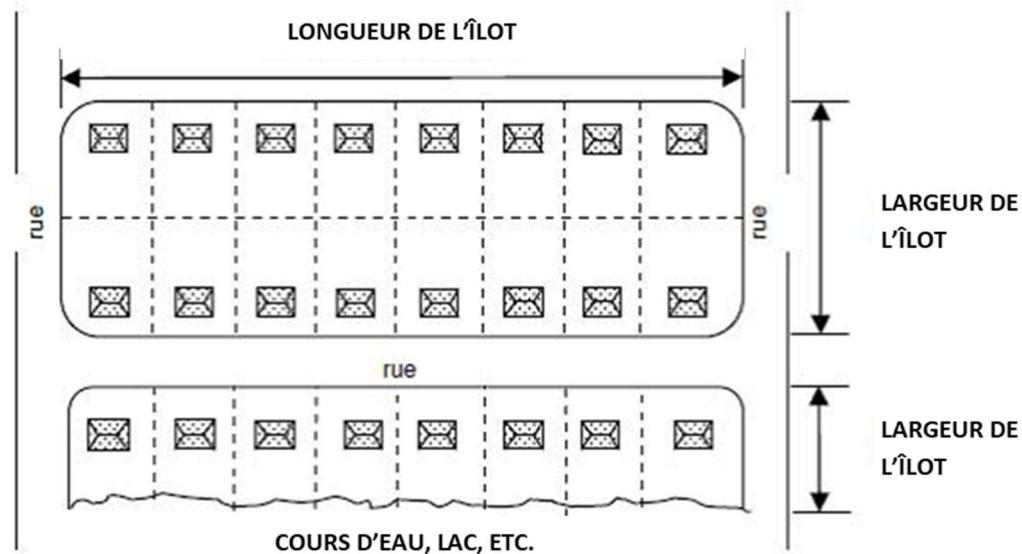 LONGUEUR DE L'ÎLOT
rue
rue
LARGEUR DE
L'ÎLOT
rue
LARGEUR DE
L'ÎLOT
COURS D'EAU, LAC, ETC.